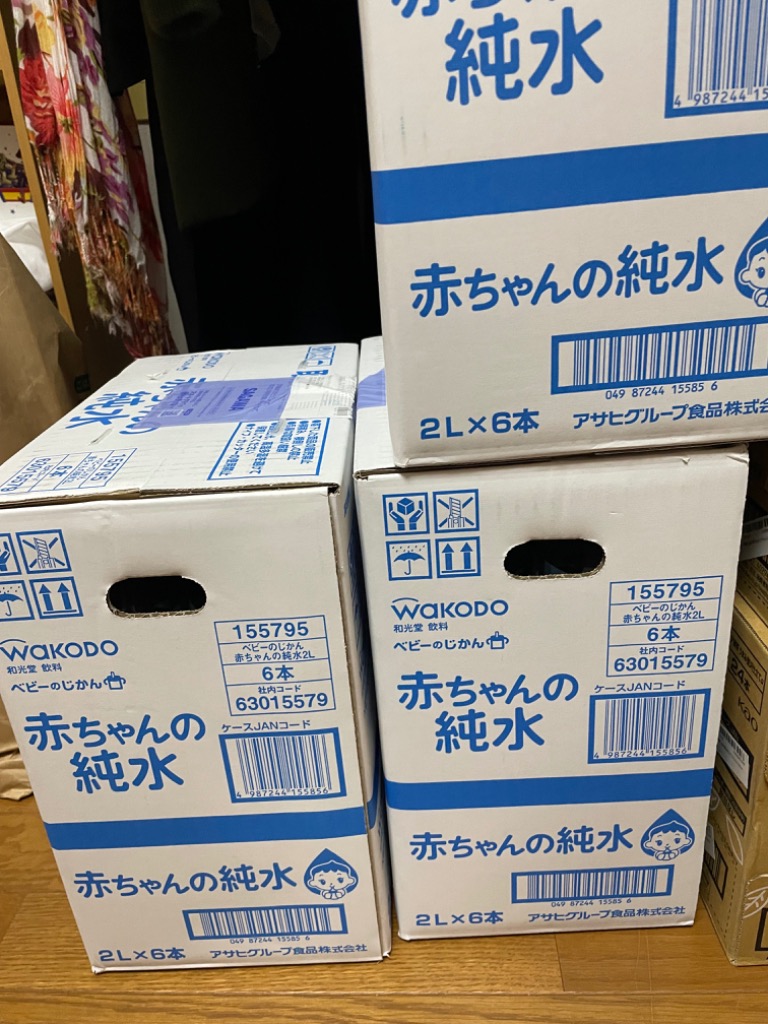 純水
4 987244 15
赤ちゃんの純水
049 87244 15585 6
2L×6本
アサヒグループ食品株式会
純水
SAGAWA
155795
6本
63015579
WAKODO
和光堂 飲料
ベビーのじかん
155795
ベビーのじかん
赤ちゃんの純水2L
6本
社内コード
63015579
ケースJANコード
赤ちゃんの
純水
4 987244 155856
赤ちゃんの純水
049 87244 15585 6
2L×6本
アサヒグループ食品株式会社
WAKODO
和光堂 飲料
ベビーのじかん
155795
ベビーのじかん
赤ちゃんの純水2L
6本
社内コード
63015579
ケースJANコード
赤ちゃんの
純水
4 987244 155856
赤ちゃんの純水
049 87244 15585 6
2L×6本
アサヒグループ食品株式会社
24本
Kao